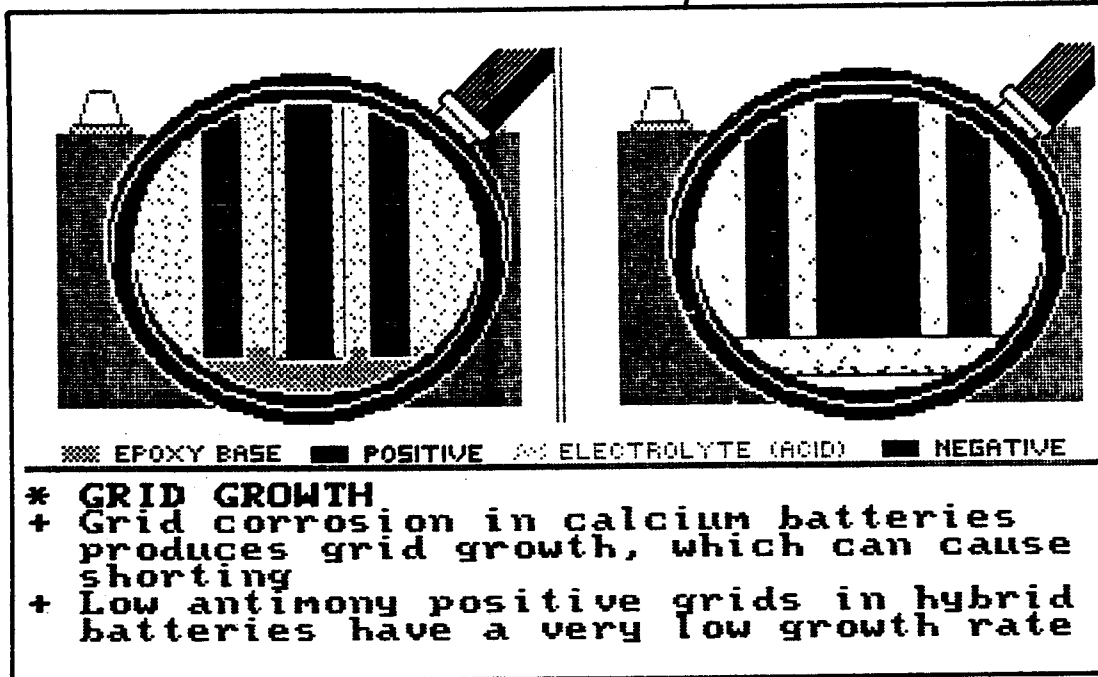 EPOXY BASE POSITIVE ELECTROLYTE (ACID) NEGATIVE
* GRID GROWTH
+ Grid corrosion in calcium batteries
produces grid growth, which can cause
shorting
+ Low antimony positive grids in hybrid
batteries have a very low growth rate